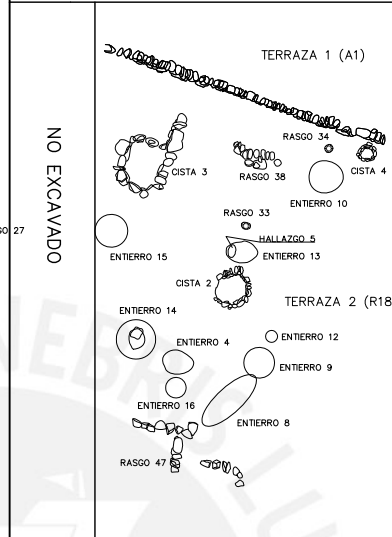 TERRAZA 1 (A1)
RASGO 34
CISTA 3
RASGO 38
CISTA 4
ENTIERRO 10
NO EXCAVADO
RASGO 33
GO 27
HALLAZGO 5
ENTIERRO 15
ENTIERRO 13
CISTA 2
TERRAZA 2 (R18
ENTIERRO 14
ENTIERRO 4
ENTIERRO 12
ENTIERRO 9
ENTIERRO 16
ENTIERRO 8
RASGO 47